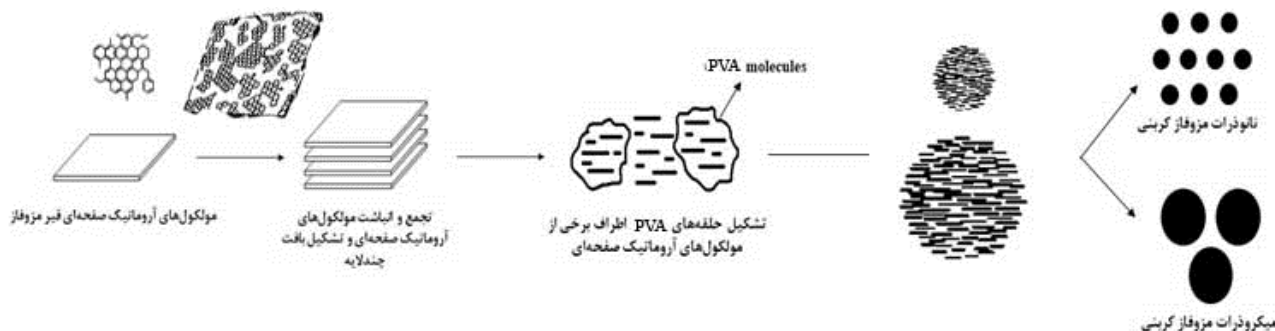 مولکول‌های آروماتیک صفحه‌ای قیر مزوفاز
تجمع و انباشت مولکول‌های
آروماتیک صفحه‌ای و تشکیل بافت
چندلایه
PVA molecules
تشکیل حلقه‌های PVA اطراف برخی از
مولکول‌های آروماتیک صفحه‌ای
نانوذرات مزوفاز کربنی
میکروذرات مزوفاز کربنی